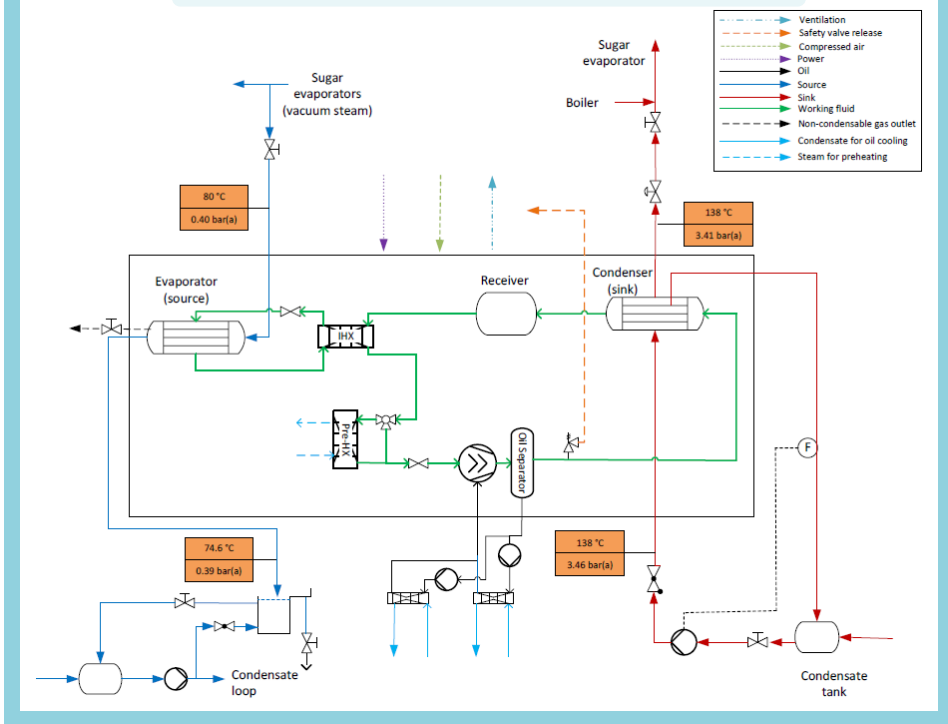 Ventilation
Safety valve release
Compressed air
Power
Oil
Source
Sink
Working fluid
Non-condensable gas outlet
Condensate for oil cooling
Steam for preheating
Sugar
evaporator
Boiler
Sugar
evaporators
(vacuum steam)
80 °C
0.40 bar(a)
138 °C
3.41 bar(a)
Evaporator
(source)
Receiver
Condenser
(sink)
IHX
Pre-HX
Oil Separator
F
74.6 °C
0.39 bar(a)
138 °C
3.46 bar(a)
Condensate
loop
Condensate
tank